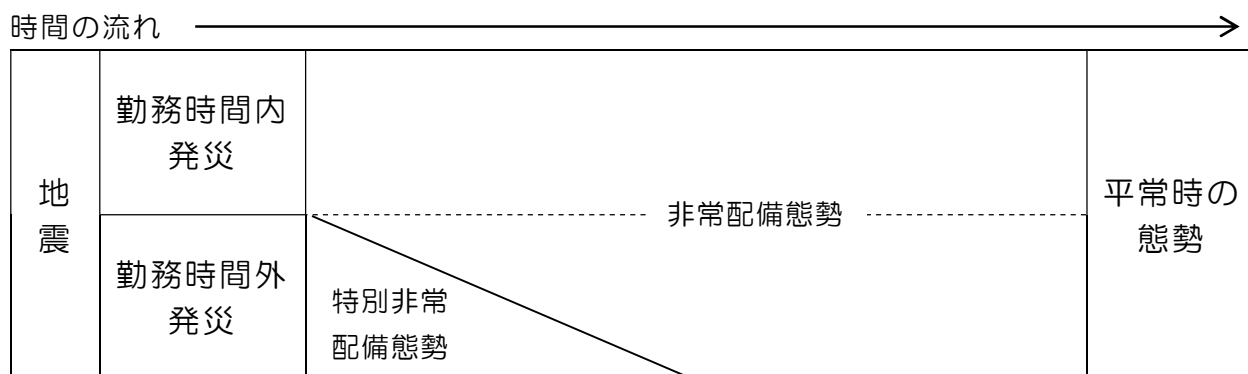 時間の流れ
地
震
勤務時間内
発災
勤務時間外
発災
非常配備態勢
特別非常
配備態勢
平常時の
態勢